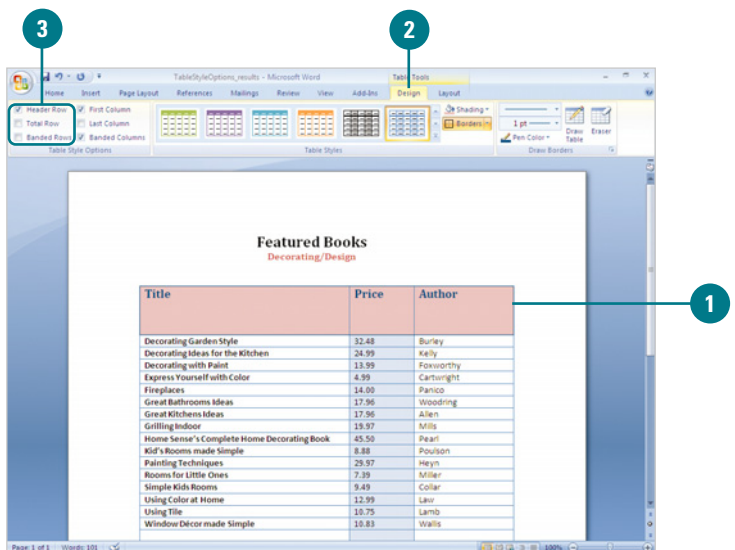 3
2
TableStyleOptions_results - Microsoft Word
Table Tools
Home Insert Page Layout References Mailings Review View Add-Ins Design Layout
Header Row First Column
Total Row Last Column
Banded Rows Banded Columns
Table Style Options
Table Styles
Shading
Borders
1 pt
Pen Color
Draw Table
Eraser
Draw Borders
Featured Books
Decorating/Design
1
Title Price Author
Decorating Garden Style 32.48 Burley
Decorating Ideas for the Kitchen 24.99 Kelly
Decorating with Paint 13.99 Foxworthy
Express Yourself with Color 4.99 Cartwright
Fireplaces 14.00 Panico
Great Bathrooms Ideas 17.96 Woodring
Great Kitchens Ideas 17.96 Allen
Grilling Indoor 19.97 Mills
Home Sense's Complete Home Decorating Book 45.50 Pearl
Kid's Rooms made Simple 8.88 Poulson
Painting Techniques 29.97 Heyn
Rooms for Little Ones 7.39 Miller
Simple Kids Rooms 9.49 Collar
Using Color at Home 12.99 Law
Using Tile 10.75 Lamb
Window Décor made Simple 10.83 Wallis
Page: 1 of 1 Words: 101 100%